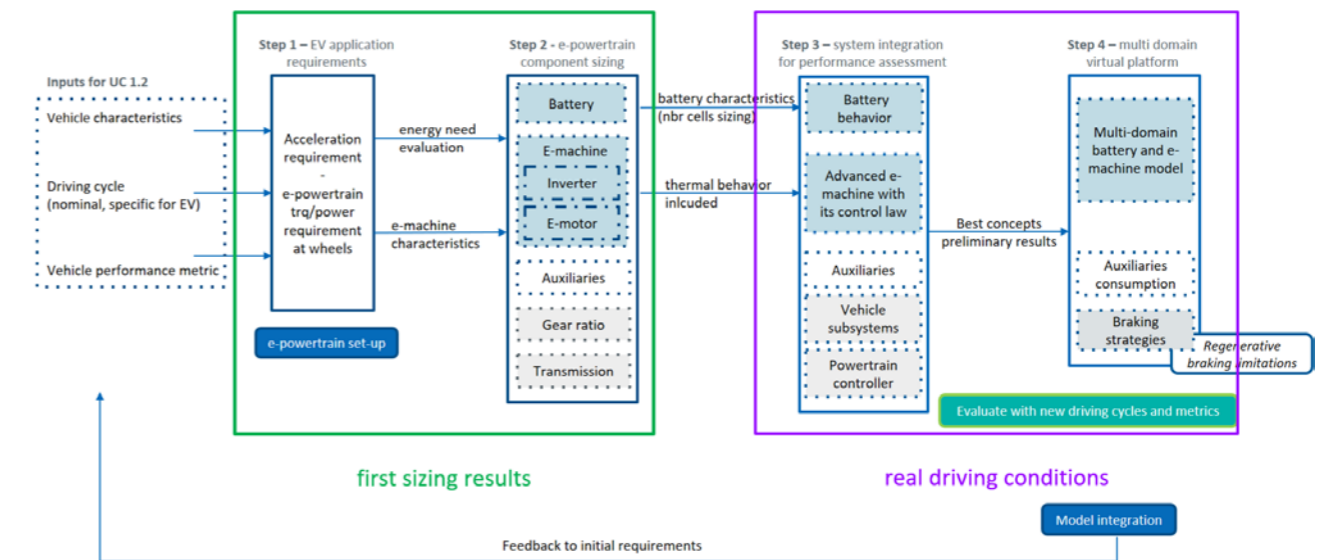 Step 1 – EV application
requirements
Step 2 - e-powertrain
component sizing
Step 3 – system integration
for performance assessment
Step 4 – multi domain
virtual platform
Inputs for UC 1.2
Vehicle characteristics
Driving cycle
(nominal, specific for EV)
Vehicle performance metric
Acceleration
requirement
-
e-powertrain
trq/power
requirement
at wheels
e-powertrain set-up
energy need
evaluation
e-machine
characteristics
Battery
E-machine
Inverter
E-motor
Auxiliaries
Gear ratio
Transmission
battery characteristics
(nbr cells sizing)
thermal behavior
inlcuded
Battery
behavior
Advanced e-
machine with
its control law
Auxiliaries
Vehicle
subsystems
Powertrain
controller
Best concepts
preliminary results
Multi-domain
battery and e-
machine model
Auxiliaries
consumption
Braking
strategies
Regenerative
braking limitations
Evaluate with new driving cycles and metrics
first sizing results
real driving conditions
Model integration
Feedback to initial requirements